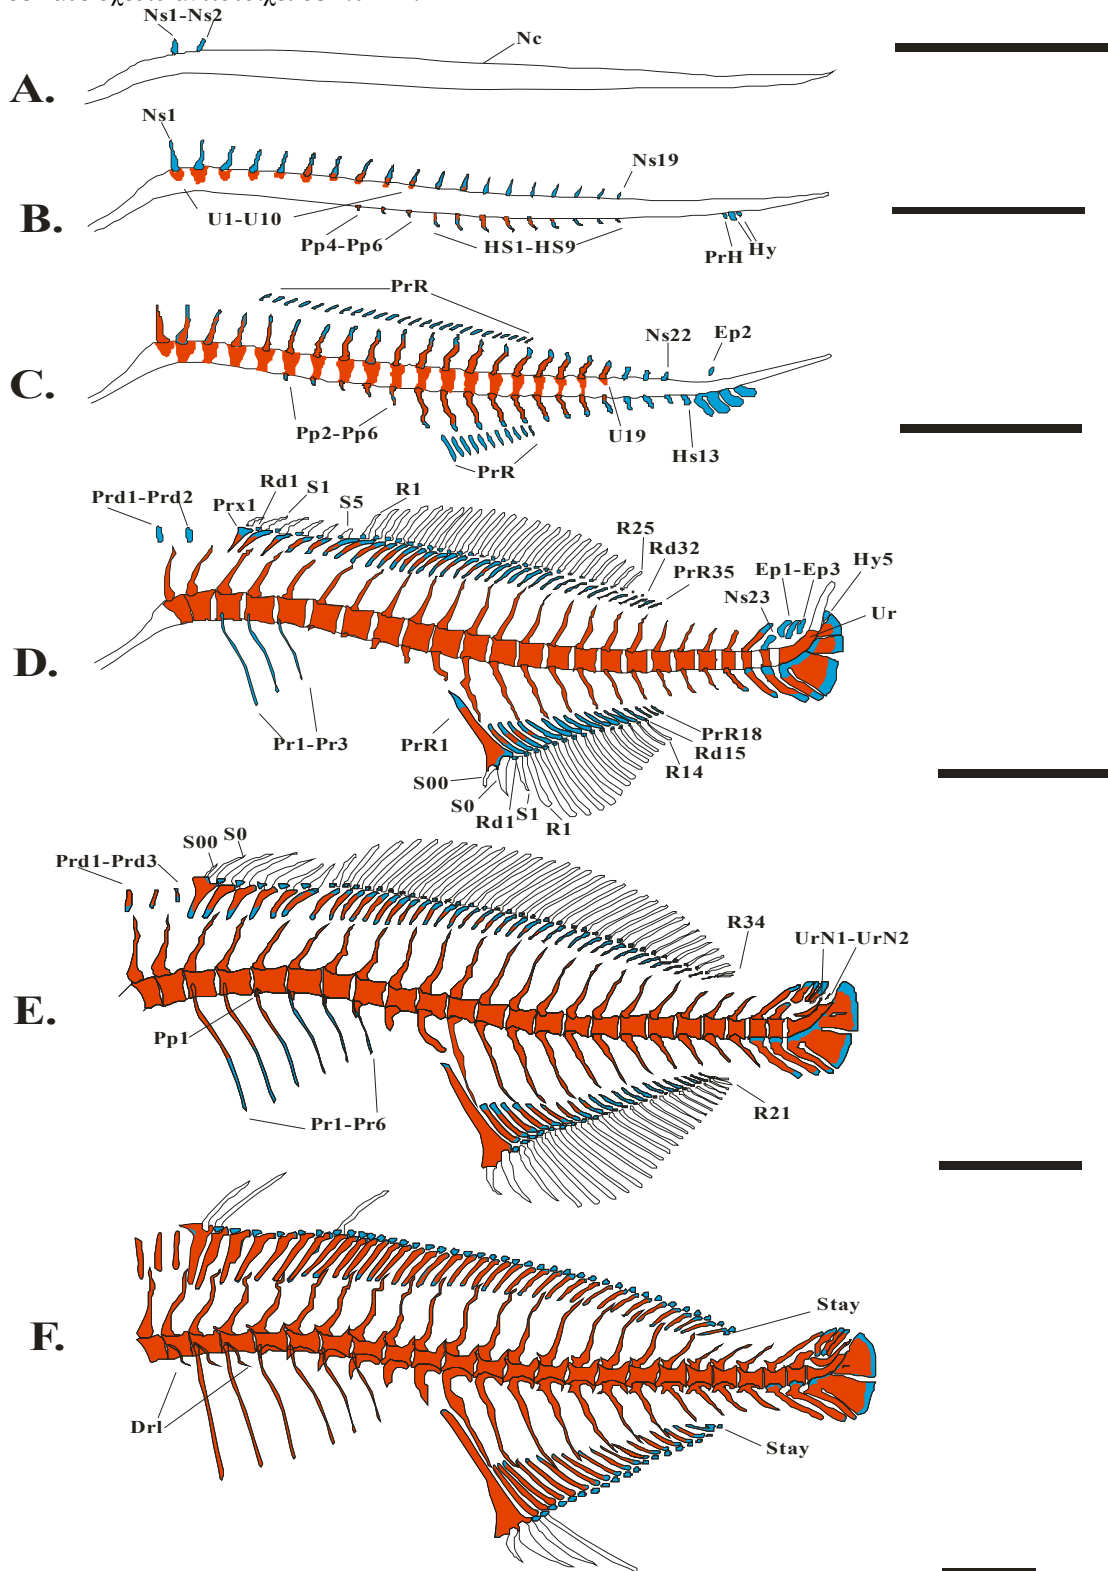 Ns1-Ns2
Nc
A.
Ns1
Ns19
B.
U1-U10
Pp4-Pp6
HS1-HS9
PrH
Hy
PrR
Ns22
Ep2
C.
Pp2-Pp6
U19
Hs13
PrR
Prd1-Prd2
Prx1
Rd1
S1
S5
R1
R25
Rd32
PrR35
Ep1-Ep3
Hy5
Ns23
Ur
D.
Pr1-Pr3
PrR1
PrR18
Rd15
R14
S00
S0
Rd1
S1
R1
Prd1-Prd3
S00
S0
R34
UrN1-UrN2
E.
Pp1
Pr1-Pr6
R21
F.
Stay
Drl
Stay